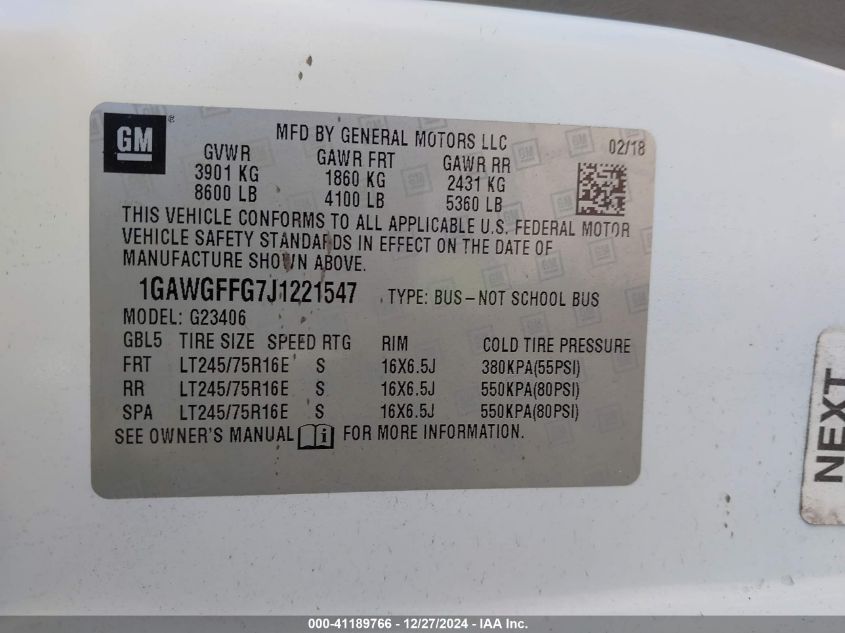 GM ®
MFD BY GENERAL MOTORS LLC
02/18
GVWR GAWR FRT GAWR RR
3901 KG 1860 KG 2431 KG
8600 LB 4100 LB 5360 LB
THIS VEHICLE CONFORMS TO ALL APPLICABLE U.S. FEDERAL MOTOR
VEHICLE SAFETY STANDARDS IN EFFECT ON THE DATE OF
MANUFACTURE SHOWN ABOVE.
1GAWGFFG7J1221547 TYPE: BUS-NOT SCHOOL BUS
MODEL: G23406
GBL5 TIRE SIZE SPEED RTG RIM COLD TIRE PRESSURE
FRT LT245/75R16E S 16X6.5J 380KPA(55PSI)
RR LT245/75R16E S 16X6.5J 550KPA(80PSI)
SPA LT245/75R16E S 16X6.5J 550KPA(80PSI)
SEE OWNER'S MANUAL FOR MORE INFORMATION.
NEXT
000-41189766 - 12/27/2024 - IAA Inc.